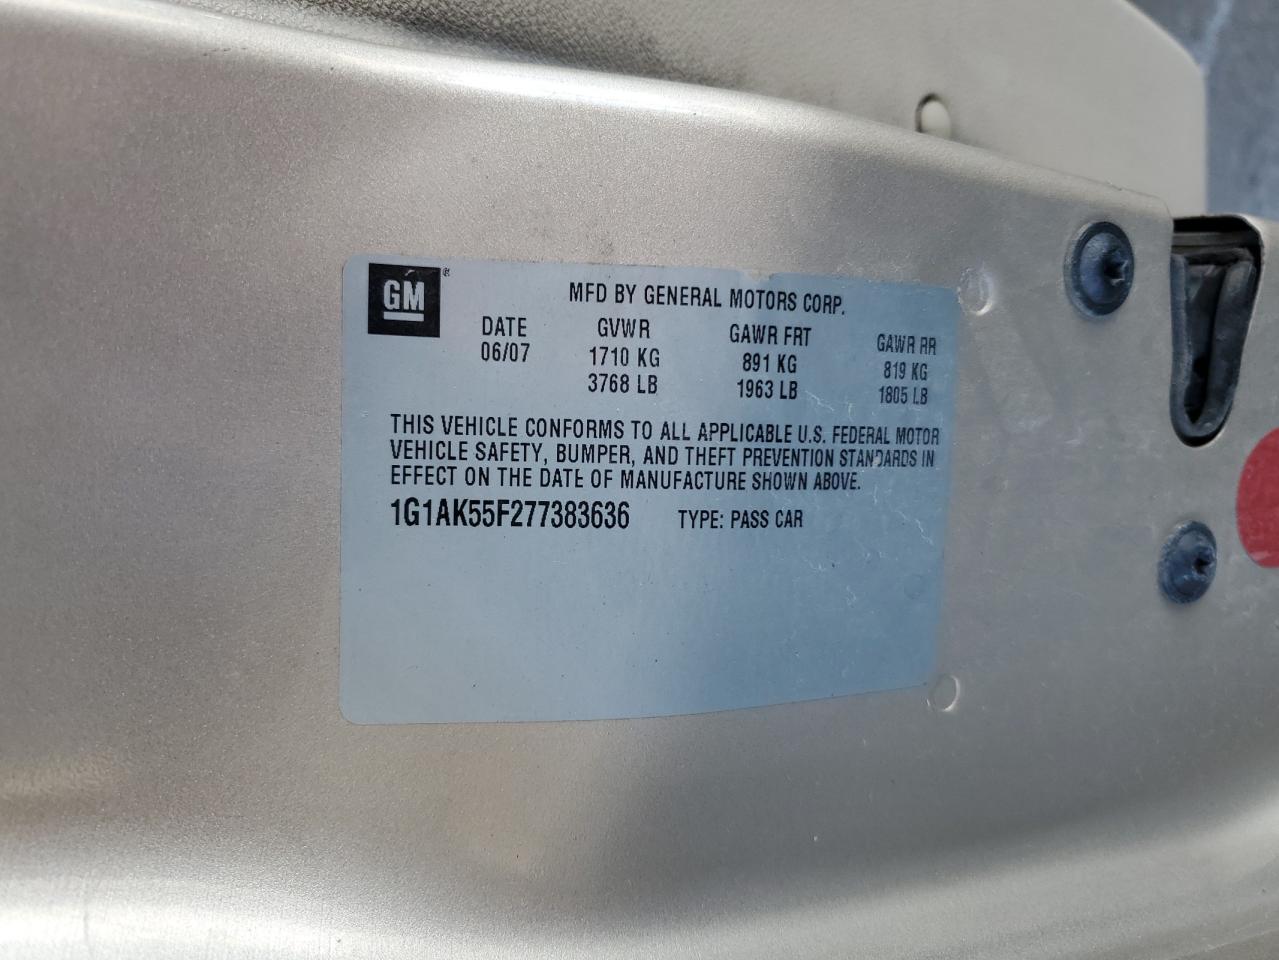 GM®
MFD BY GENERAL MOTORS CORP.
DATE GVWR GAWR FRT GAWR RR
06/07 1710 KG 891 KG 819 KG
3768 LB 1963 LB 1805 LB
THIS VEHICLE CONFORMS TO ALL APPLICABLE U.S. FEDERAL MOTOR
VEHICLE SAFETY, BUMPER, AND THEFT PREVENTION STANDARDS IN
EFFECT ON THE DATE OF MANUFACTURE SHOWN ABOVE.
1G1AK55F277383636 TYPE: PASS CAR